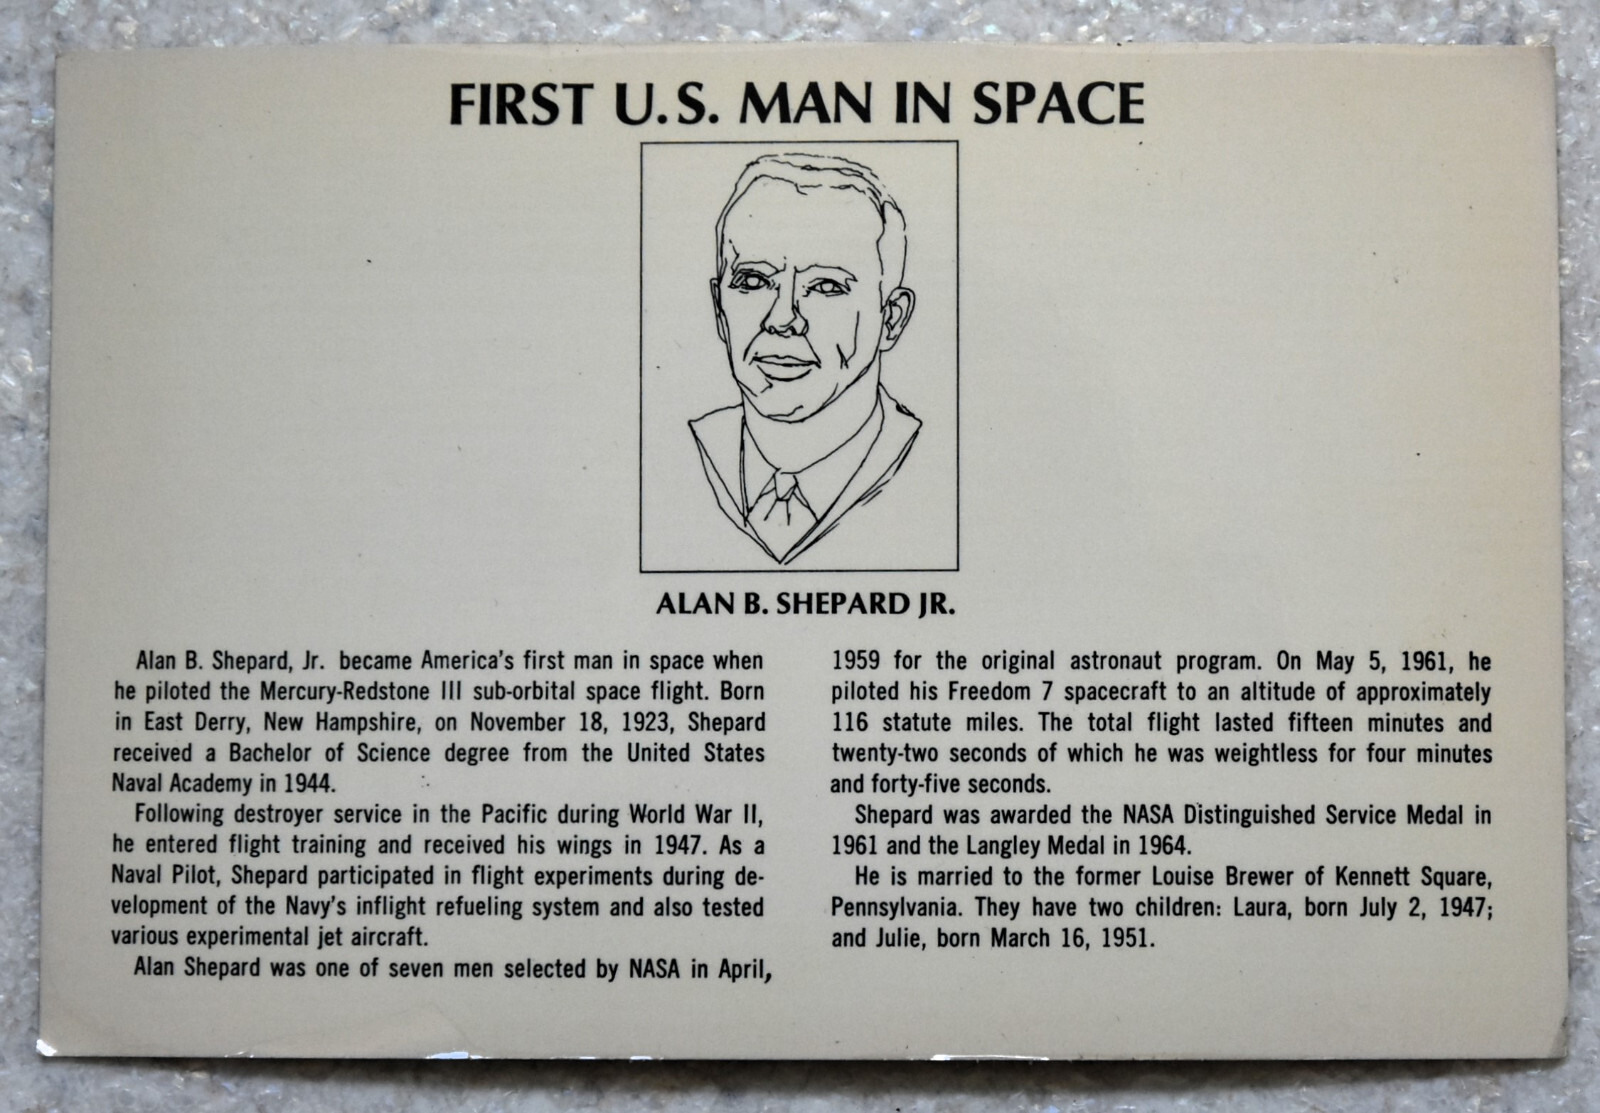 FIRST U.S. MAN IN SPACE
ALAN B. SHEPARD JR.
Alan B. Shepard, Jr. became America's first man in space when
he piloted the Mercury-Redstone III sub-orbital space flight. Born
in East Derry, New Hampshire, on November 18, 1923, Shepard
received a Bachelor of Science degree from the United States
Naval Academy in 1944.
Following destroyer service in the Pacific during World War II,
he entered flight training and received his wings in 1947. As a
Naval Pilot, Shepard participated in flight experiments during de-
velopment of the Navy's inflight refueling system and also tested
various experimental jet aircraft.
Alan Shepard was one of seven men selected by NASA in April,
1959 for the original astronaut program. On May 5, 1961, he
piloted his Freedom 7 spacecraft to an altitude of approximately
116 statute miles. The total flight lasted fifteen minutes and
twenty-two seconds of which he was weightless for four minutes
and forty-five seconds.
Shepard was awarded the NASA Distinguished Service Medal in
1961 and the Langley Medal in 1964.
He is married to the former Louise Brewer of Kennett Square,
Pennsylvania. They have two children: Laura, born July 2, 1947;
and Julie, born March 16, 1951.